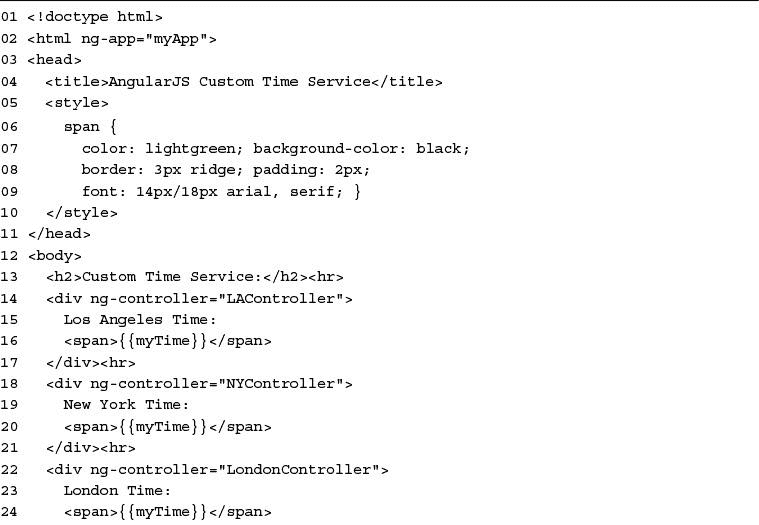 01 <!doctype html>
02 <html ng-app="myApp">
03 <head>
04   <title>AngularJS Custom Time Service</title>
05   <style>
06     span {
07       color: lightgreen; background-color: black;
08       border: 3px ridge; padding: 2px;
09       font: 14px/18px arial, serif; }
10   </style>
11 </head>
12 <body>
13   <h2>Custom Time Service:</h2><hr>
14   <div ng-controller="LAController">
15     Los Angeles Time:
16     <span>{{myTime}}</span>
17   </div><hr>
18   <div ng-controller="NYController">
19     New York Time:
20     <span>{{myTime}}</span>
21   </div><hr>
22   <div ng-controller="LondonController">
23     London Time:
24     <span>{{myTime}}</span>